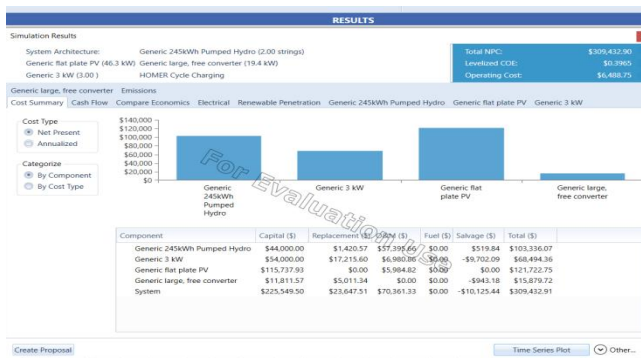 RESULTS
Simulation Results
System Architecture: Generic 245kWh Pumped Hydro (2.00 strings)
Generic flat plate PV (46.3 kW) Generic large, free converter (19.4 kW)
Generic 3 kW (3.00 ) HOMER Cycle Charging
Total NPC: $309,432.90
Levelized COE: $0.3965
Operating Cost: $6,488.75
Generic large, free converter Emissions
Cost Summary Cash Flow Compare Economics Electrical Renewable Penetration Generic 245kWh Pumped Hydro Generic flat plate PV Generic 3 kW
Cost Type
Net Present
Annualized
Categorize
By Component
By Cost Type
$140,000
$120,000
$100,000
$80,000
$60,000
$40,000
$20,000
$0
Generic
245kWh
Pumped
Hydro
Generic 3 kW
Generic flat
plate PV
Generic large,
free converter
For Evaluation Use
Component Capital ($) Replacement ($) O&M ($) Fuel ($) Salvage ($) Total ($)
Generic 245kWh Pumped Hydro $44,000.00 $1,420.57 $57,395.66 $0.00 $519.84 $103,336.07
Generic 3 kW $54,000.00 $17,215.60 $6,980.86 $0.00 -$9,702.09 $68,494.36
Generic flat plate PV $115,737.93 $0.00 $5,984.82 $0.00 $0.00 $121,722.75
Generic large, free converter $11,811.57 $5,011.34 $0.00 $0.00 -$943.18 $15,879.72
System $225,549.50 $23,647.51 $70,361.33 $0.00 -$10,125.44 $309,432.91
Create Proposal
Time Series Plot
Other...